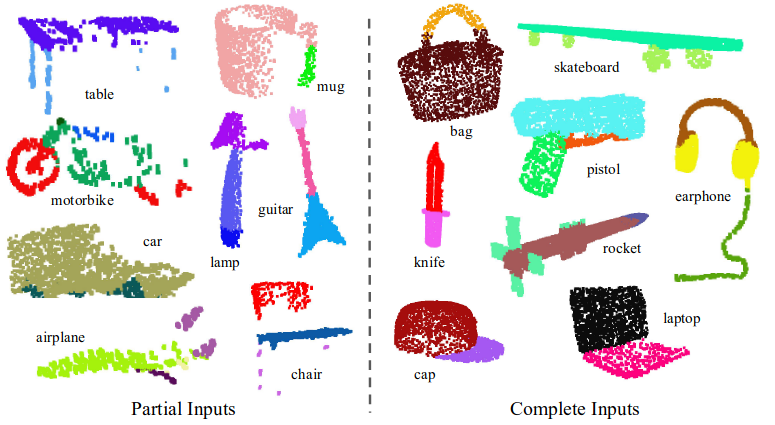 table
mug
motorbike
guitar
car
lamp
airplane
chair
Partial Inputs
skateboard
bag
pistol
earphone
knife
rocket
laptop
cap
Complete Inputs